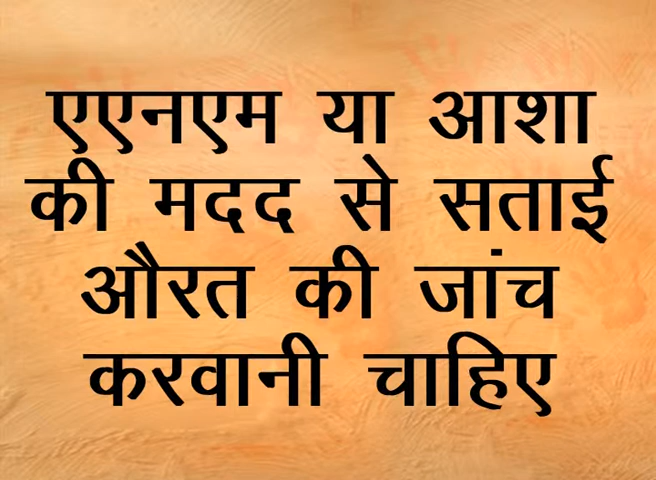 एएनएम या आशा
की मदद से सताई
औरत की जांच
करवानी चाहिए